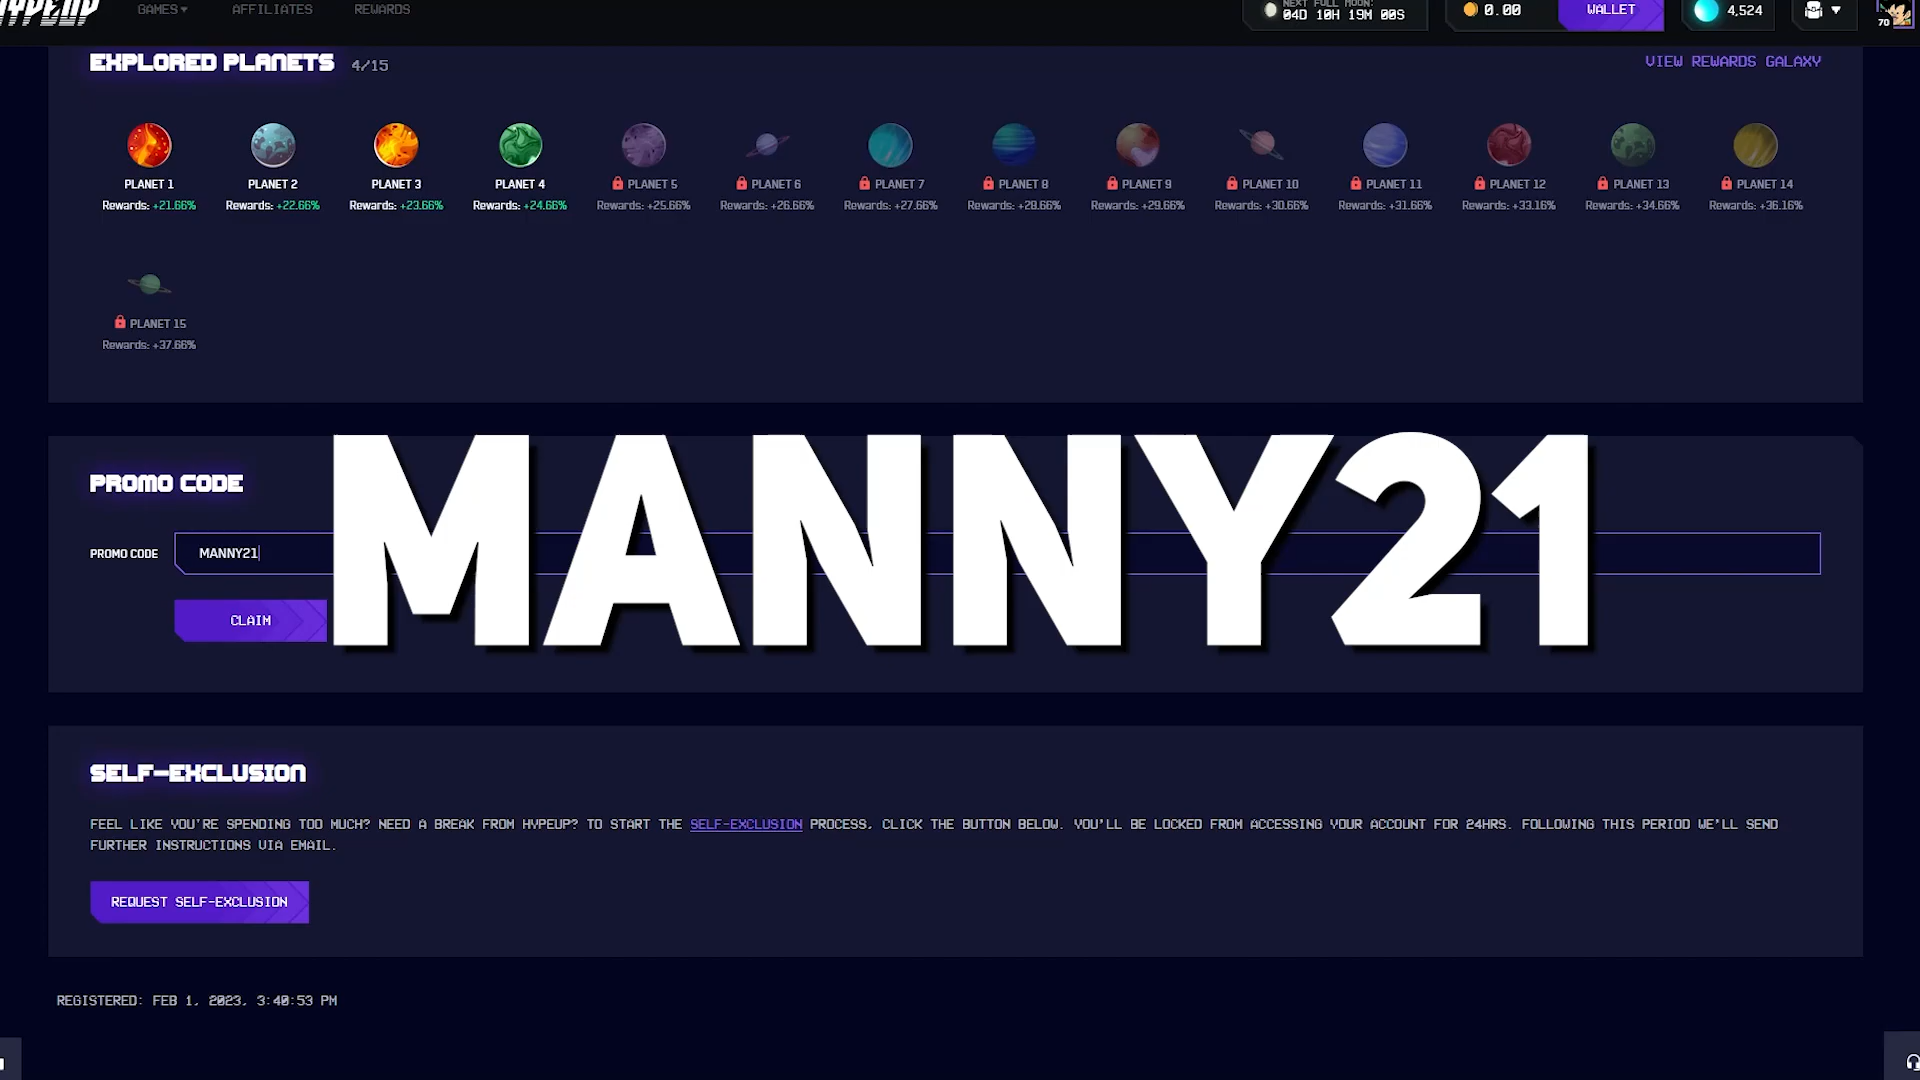 HYPEUP GAMES AFFILIATES REWARDS NEXT FULL MOON: 04D 10H 19M 00S 0.00 WALLET 4,524 70
EXPLORED PLANETS 4/15 VIEW REWARDS GALAXY
PLANET 1 PLANET 2 PLANET 3 PLANET 4 PLANET 5 PLANET 6 PLANET 7 PLANET 8 PLANET 9 PLANET 10 PLANET 11 PLANET 12 PLANET 13 PLANET 14
Rewards: +21.66% Rewards: +22.66% Rewards: +23.66% Rewards: +24.66% Rewards: +25.66% Rewards: +26.66% Rewards: +27.66% Rewards: +28.66% Rewards: +29.66% Rewards: +30.66% Rewards: +31.66% Rewards: +33.16% Rewards: +34.66% Rewards: +36.16%
PLANET 15
Rewards: +37.66%
PROMO CODE
PROMO CODE MANNY21
MANNY21
CLAIM
SELF-EXCLUSION
FEEL LIKE YOU'RE SPENDING TOO MUCH? NEED A BREAK FROM HYPEUP? TO START THE SELF-EXCLUSION PROCESS, CLICK THE BUTTON BELOW. YOU'LL BE LOCKED FROM ACCESSING YOUR ACCOUNT FOR 24HRS. FOLLOWING THIS PERIOD WE'LL SEND
FURTHER INSTRUCTIONS VIA EMAIL.
REQUEST SELF-EXCLUSION
REGISTERED: FEB 1, 2023, 3:40:53 PM